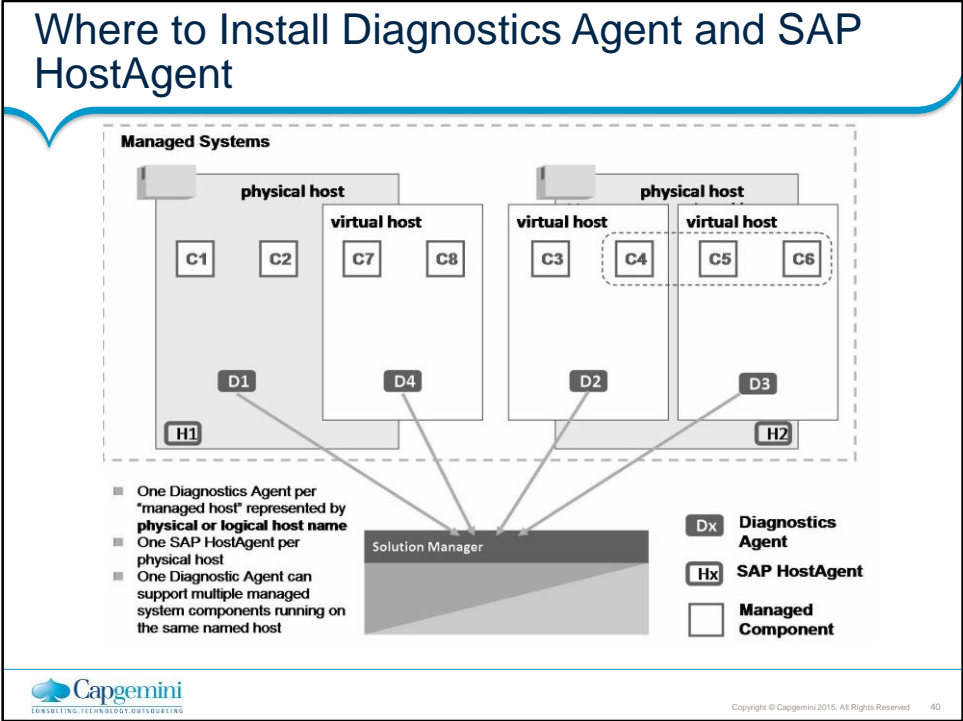 Where to Install Diagnostics Agent and SAP
HostAgent
Managed Systems
physical host
physical host
virtual host
virtual host
virtual host
C1
C2
C7
C8
C3
C4
C5
C6
D1
D4
D2
D3
H1
H2
One Diagnostics Agent per
"managed host" represented by
physical or logical host name
One SAP HostAgent per
physical host
One Diagnostic Agent can
support multiple managed
system components running on
the same named host
Solution Manager
Dx Diagnostics
Agent
Hx SAP HostAgent
Managed
Component
Capgemini
CONSULTING.TECHNOLOGY.OUTSOURCING
Copyright © Capgemini 2015. All Rights Reserved 40